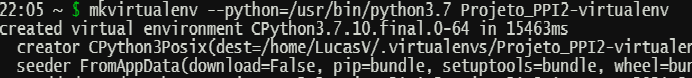 22:05 ~ $ mkvirtualenv --python=/usr/bin/python3.7 Projeto_PPI2-virtualenv
created virtual environment CPython3.7.10.final.0-64 in 15463ms
creator CPython3Posix(dest=/home/LucasV/.virtualenvs/Projeto_PPI2-virtualen
seeder FromAppData(download=False, pip=bundle, setuptools=bundle, wheel=bun